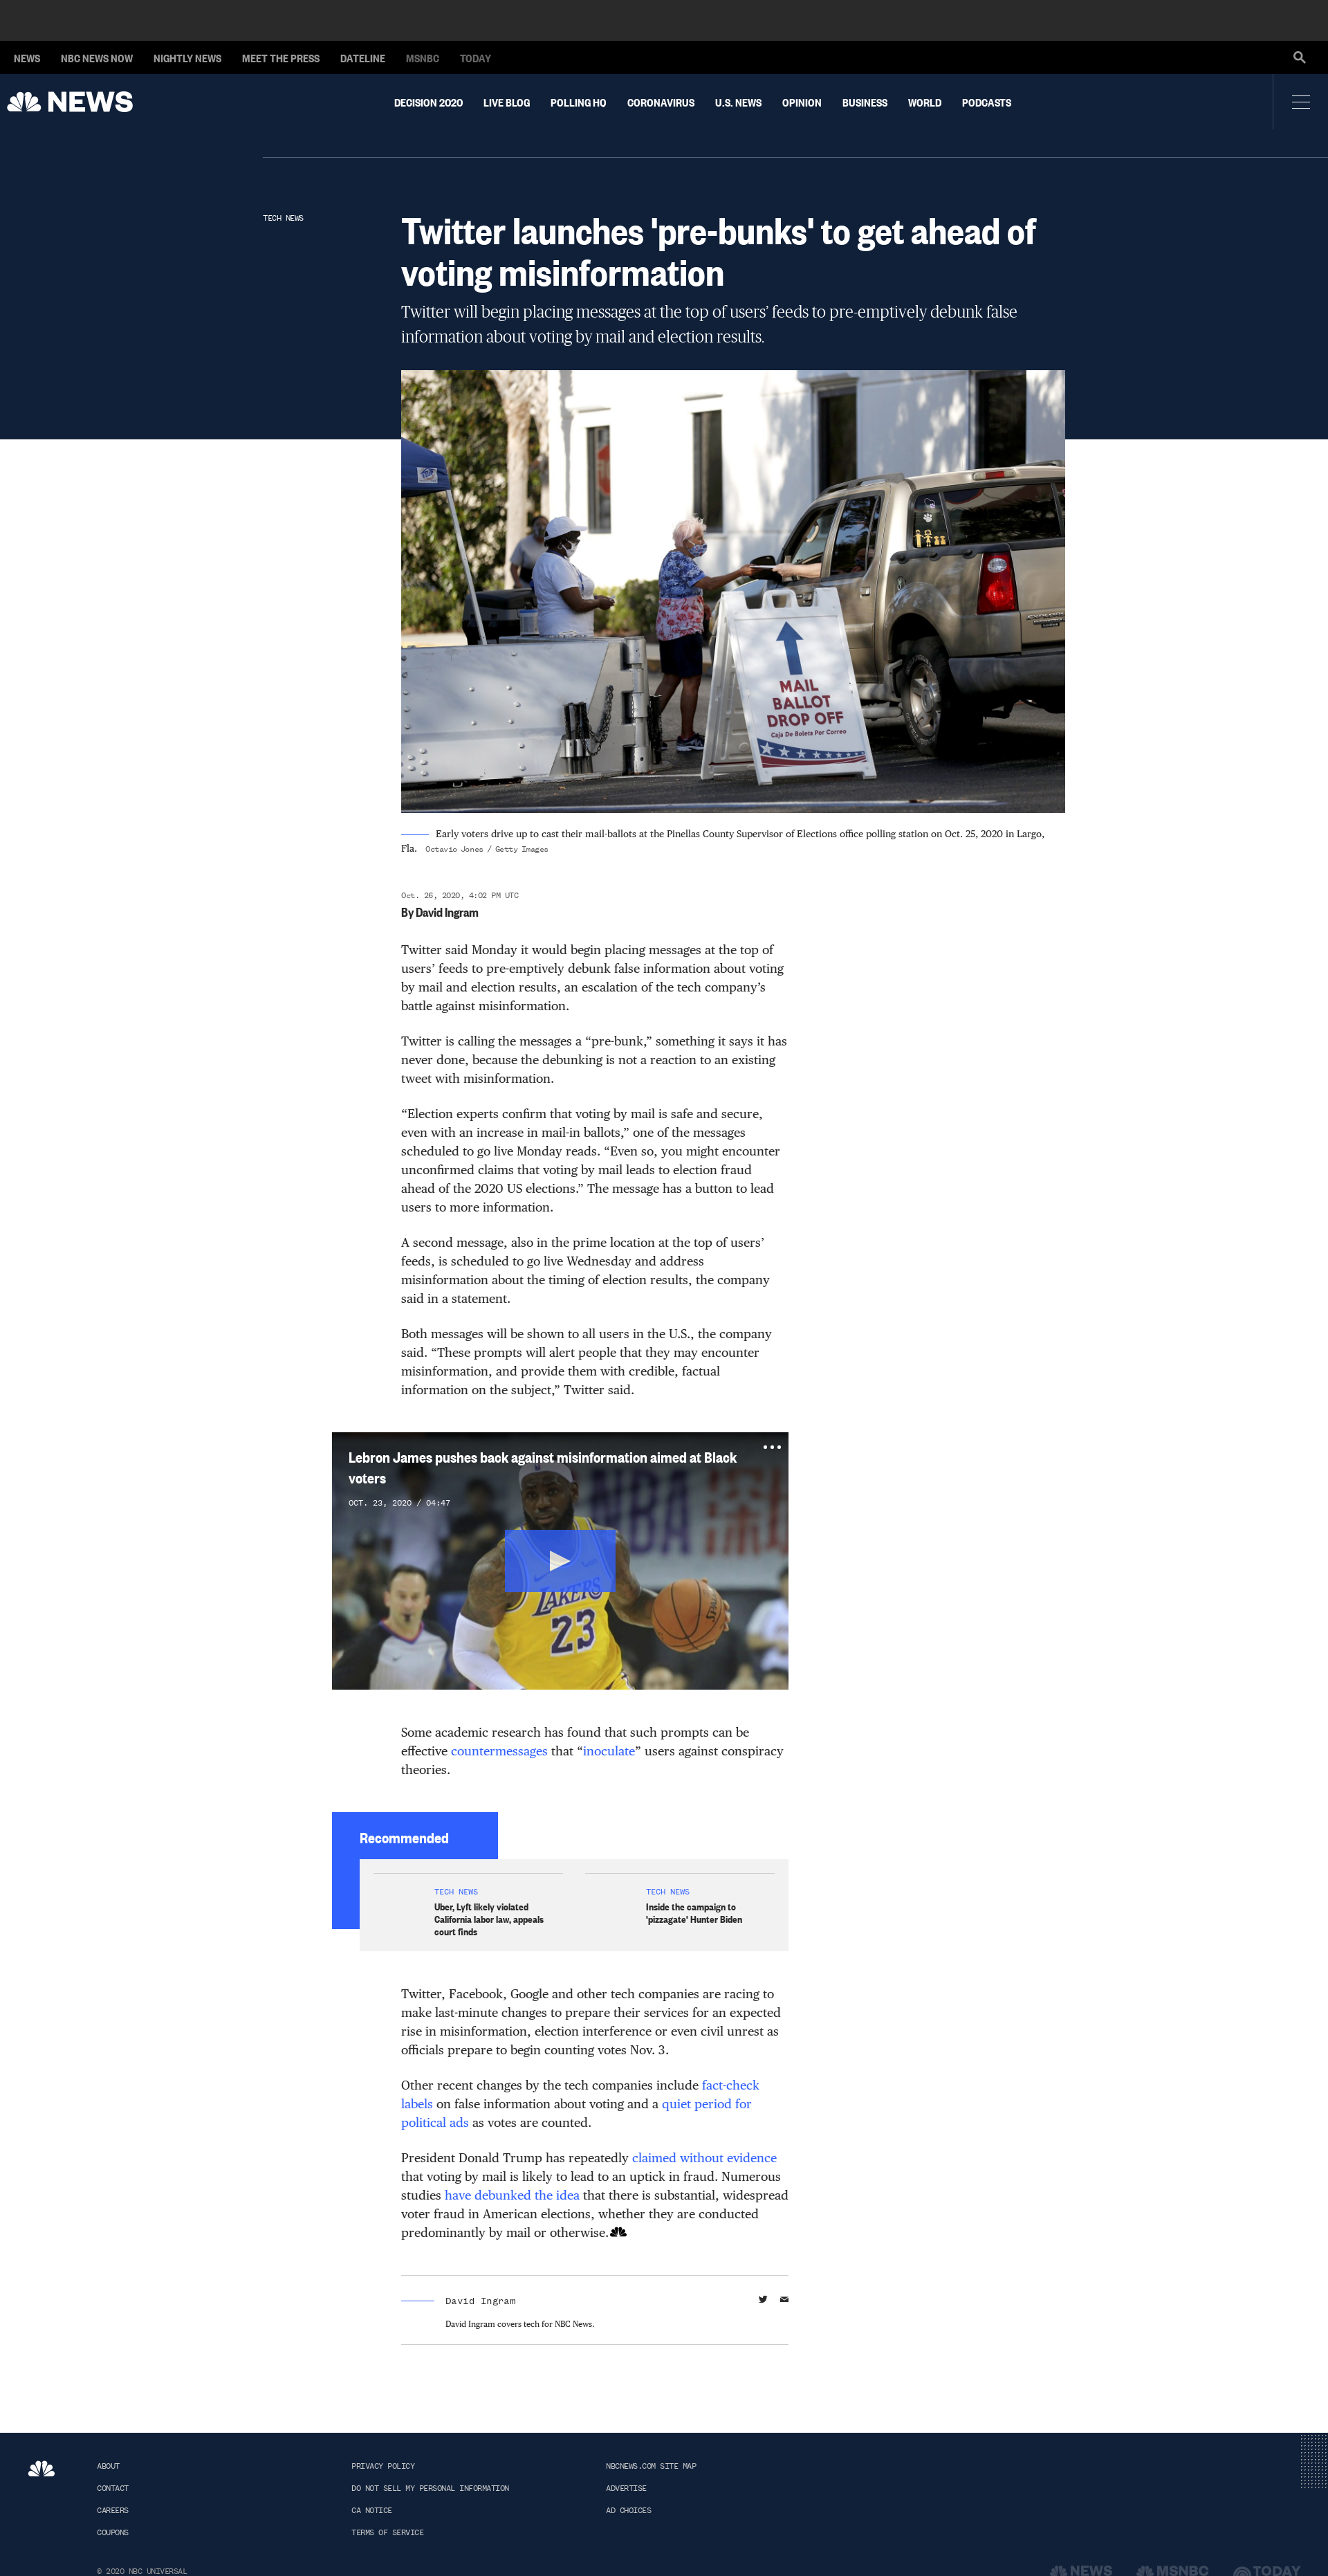 NEWS NBC NEWS NOW NIGHTLY NEWS MEET THE PRESS DATELINE MSNBC TODAY
NEWS DECISION 2020 LIVE BLOG POLLING HQ CORONAVIRUS U.S. NEWS OPINION BUSINESS WORLD PODCASTS
TECH NEWS
Twitter launches 'pre-bunks' to get ahead of
voting misinformation
Twitter will begin placing messages at the top of users’ feeds to pre-emptively debunk false
information about voting by mail and election results.
MAIL
BALLOT
DROP OFF
Caja De Boleta Por Correo
Early voters drive up to cast their mail-ballots at the Pinellas County Supervisor of Elections office polling station on Oct. 25, 2020 in Largo,
Fla. Octavio Jones / Getty Images
Oct. 26, 2020, 4:02 PM UTC
By David Ingram
Twitter said Monday it would begin placing messages at the top of
users’ feeds to pre-emptively debunk false information about voting
by mail and election results, an escalation of the tech company’s
battle against misinformation.
Twitter is calling the messages a “pre-bunk,” something it says it has
never done, because the debunking is not a reaction to an existing
tweet with misinformation.
“Election experts confirm that voting by mail is safe and secure,
even with an increase in mail-in ballots,” one of the messages
scheduled to go live Monday reads. “Even so, you might encounter
unconfirmed claims that voting by mail leads to election fraud
ahead of the 2020 US elections.” The message has a button to lead
users to more information.
A second message, also in the prime location at the top of users’
feeds, is scheduled to go live Wednesday and address
misinformation about the timing of election results, the company
said in a statement.
Both messages will be shown to all users in the U.S., the company
said. “These prompts will alert people that they may encounter
misinformation, and provide them with credible, factual
information on the subject,” Twitter said.
Lebron James pushes back against misinformation aimed at Black
voters
OCT. 23, 2020 / 04:47
LAKERS
23
Some academic research has found that such prompts can be
effective countermessages that “inoculate” users against conspiracy
theories.
Recommended
TECH NEWS
Uber, Lyft likely violated
California labor law, appeals
court finds
TECH NEWS
Inside the campaign to
'pizzagate' Hunter Biden
Twitter, Facebook, Google and other tech companies are racing to
make last-minute changes to prepare their services for an expected
rise in misinformation, election interference or even civil unrest as
officials prepare to begin counting votes Nov. 3.
Other recent changes by the tech companies include fact-check
labels on false information about voting and a quiet period for
political ads as votes are counted.
President Donald Trump has repeatedly claimed without evidence
that voting by mail is likely to lead to an uptick in fraud. Numerous
studies have debunked the idea that there is substantial, widespread
voter fraud in American elections, whether they are conducted
predominantly by mail or otherwise.
David Ingram
David Ingram covers tech for NBC News.
ABOUT
CONTACT
CAREERS
COUPONS
PRIVACY POLICY
DO NOT SELL MY PERSONAL INFORMATION
CA NOTICE
TERMS OF SERVICE
NBCNEWS.COM SITE MAP
ADVERTISE
AD CHOICES
© 2020 NBC UNIVERSAL
NEWS MSNBC TODAY